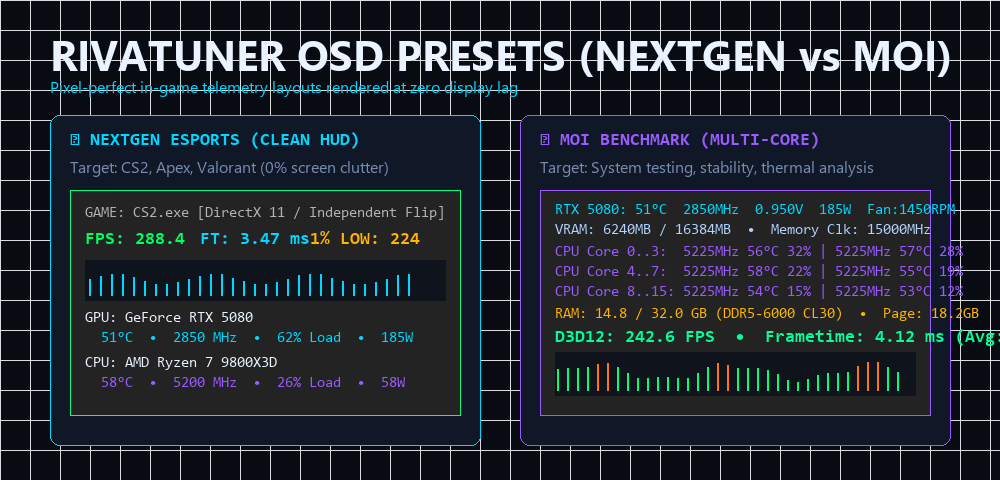 RIVATUNER OSD PRESETS (NEXTGEN vs MOI)
Pixel-perfect in-game telemetry layouts rendered at zero display lag
NEXTGEN ESPORTS (CLEAN HUD)
Target: CS2, Apex, Valorant (0% screen clutter)
GAME: CS2.exe [DirectX 11 / Independent Flip]
FPS: 288.4 FT: 3.47 ms1% LOW: 224
GPU: GeForce RTX 5080
51°C • 2850 MHz • 62% Load • 185W
CPU: AMD Ryzen 7 9800X3D
58°C • 5200 MHz • 26% Load • 58W
MOI BENCHMARK (MULTI-CORE)
Target: System testing, stability, thermal analysis
RTX 5080: 51°C 2850MHz 0.950V 185W Fan:1450RPM
VRAM: 6240MB / 16384MB • Memory Clk: 15000MHz
CPU Core 0..3: 5225MHz 56°C 32% | 5225MHz 57°C 28%
CPU Core 4..7: 5225MHz 58°C 22% | 5225MHz 55°C 19%
CPU Core 8..15: 5225MHz 54°C 15% | 5225MHz 53°C 12%
RAM: 14.8 / 32.0 GB (DDR5-6000 CL30) • Page: 18.2GB
D3D12: 242.6 FPS • Frametime: 4.12 ms (Avg: